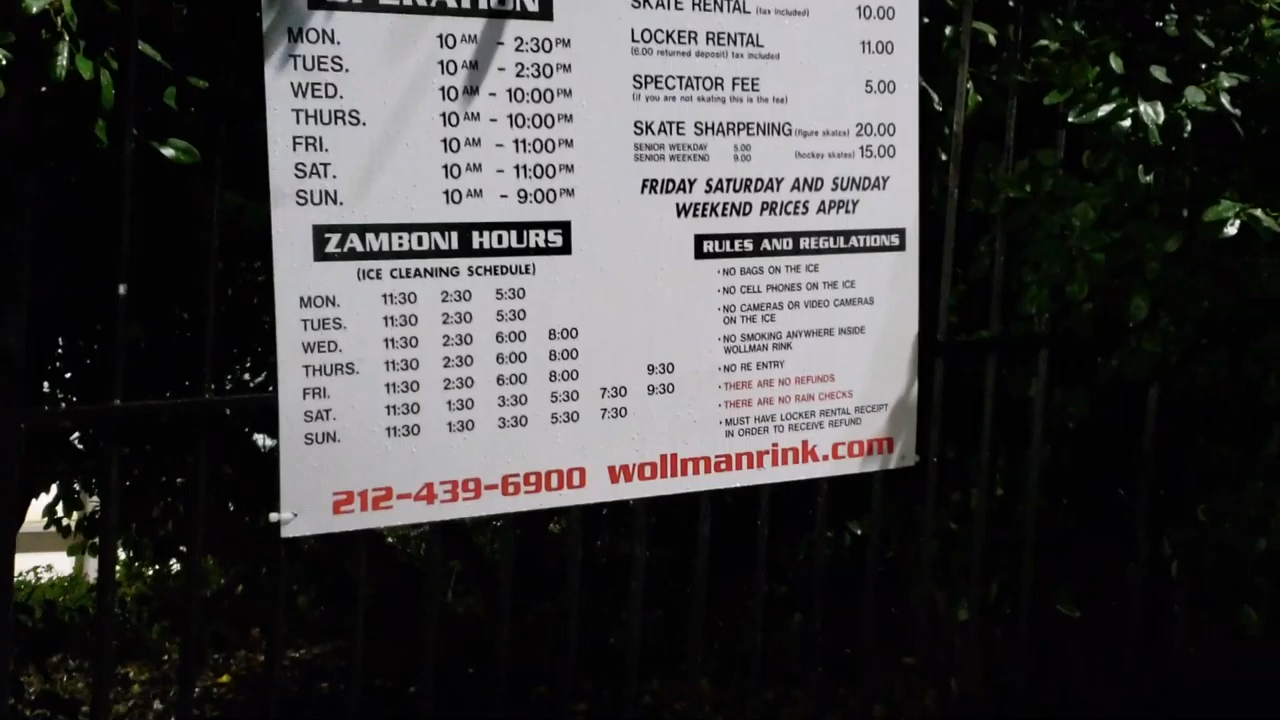 OPERATION
MON. 10 AM - 2:30 PM
TUES. 10 AM - 2:30 PM
WED. 10 AM - 10:00 PM
THURS. 10 AM - 10:00 PM
FRI. 10 AM - 11:00 PM
SAT. 10 AM - 11:00 PM
SUN. 10 AM - 9:00 PM
ZAMBONI HOURS
(ICE CLEANING SCHEDULE)
MON. 11:30 2:30 5:30
TUES. 11:30 2:30 5:30
WED. 11:30 2:30 6:00 8:00
THURS. 11:30 2:30 6:00 8:00
FRI. 11:30 2:30 6:00 8:00 9:30
SAT. 11:30 1:30 3:30 5:30 7:30 9:30
SUN. 11:30 1:30 3:30 5:30 7:30
SKATE RENTAL (tax included) 10.00
LOCKER RENTAL 11.00
(6.00 returned deposit) tax included
SPECTATOR FEE 5.00
(if you are not skating this is the fee)
SKATE SHARPENING (figure skates) 20.00
SENIOR WEEKDAY 5.00
SENIOR WEEKEND 9.00 (hockey skates) 15.00
FRIDAY SATURDAY AND SUNDAY
WEEKEND PRICES APPLY
RULES AND REGULATIONS
• NO BAGS ON THE ICE
• NO CELL PHONES ON THE ICE
• NO CAMERAS OR VIDEO CAMERAS
ON THE ICE
• NO SMOKING ANYWHERE INSIDE
WOLLMAN RINK
• NO RE ENTRY
• THERE ARE NO REFUNDS
• THERE ARE NO RAIN CHECKS
• MUST HAVE LOCKER RENTAL RECEIPT
IN ORDER TO RECEIVE REFUND
212-439-6900 wollmanrink.com